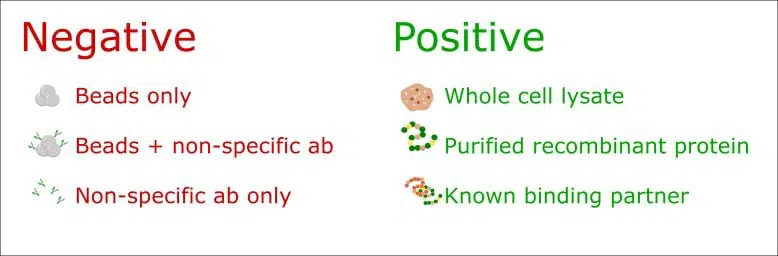 Negative
Beads only
Beads + non-specific ab
Non-specific ab only
Positive
Whole cell lysate
Purified recombinant protein
Known binding partner